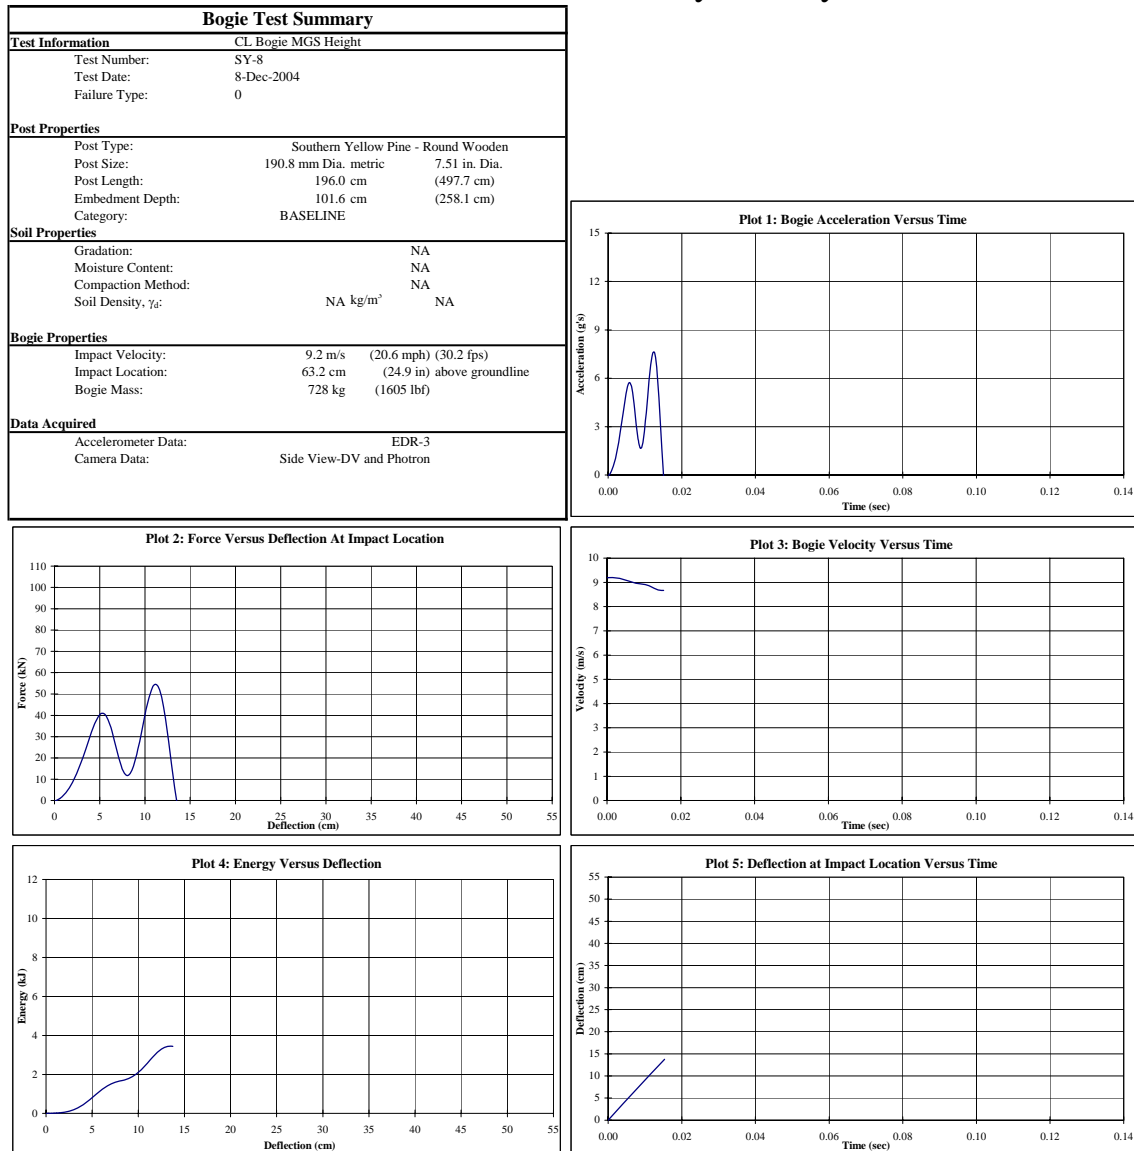 Bogie Test Summary
Test Information CL Bogie MGS Height
Test Number: SY-8
Test Date: 8-Dec-2004
Failure Type: 0
Post Properties
Post Type: Southern Yellow Pine - Round Wooden
Post Size: 190.8 mm Dia. metric 7.51 in. Dia.
Post Length: 196.0 cm (497.7 cm)
Embedment Depth: 101.6 cm (258.1 cm)
Category: BASELINE
Soil Properties
Gradation: NA
Moisture Content: NA
Compaction Method: NA
Soil Density, γd: NA kg/m³ NA
Bogie Properties
Impact Velocity: 9.2 m/s (20.6 mph) (30.2 fps)
Impact Location: 63.2 cm (24.9 in) above groundline
Bogie Mass: 728 kg (1605 lbf)
Data Acquired
Accelerometer Data: EDR-3
Camera Data: Side View-DV and Photron
Plot 1: Bogie Acceleration Versus Time
15
12
9
6
3
0
Acceleration (g's)
0.00 0.02 0.04 0.06 0.08 0.10 0.12 0.14
Time (sec)
Plot 2: Force Versus Deflection At Impact Location
110
100
90
80
70
60
50
40
30
20
10
0
Force (kN)
0 5 10 15 20 25 30 35 40 45 50 55
Deflection (cm)
Plot 3: Bogie Velocity Versus Time
10
9
8
7
6
5
4
3
2
1
0
Velocity (m/s)
0.00 0.02 0.04 0.06 0.08 0.10 0.12 0.14
Time (sec)
Plot 4: Energy Versus Deflection
12
10
8
6
4
2
0
Energy (kJ)
0 5 10 15 20 25 30 35 40 45 50 55
Deflection (cm)
Plot 5: Deflection at Impact Location Versus Time
55
50
45
40
35
30
25
20
15
10
5
0
Deflection (cm)
0.00 0.02 0.04 0.06 0.08 0.10 0.12 0.14
Time (sec)